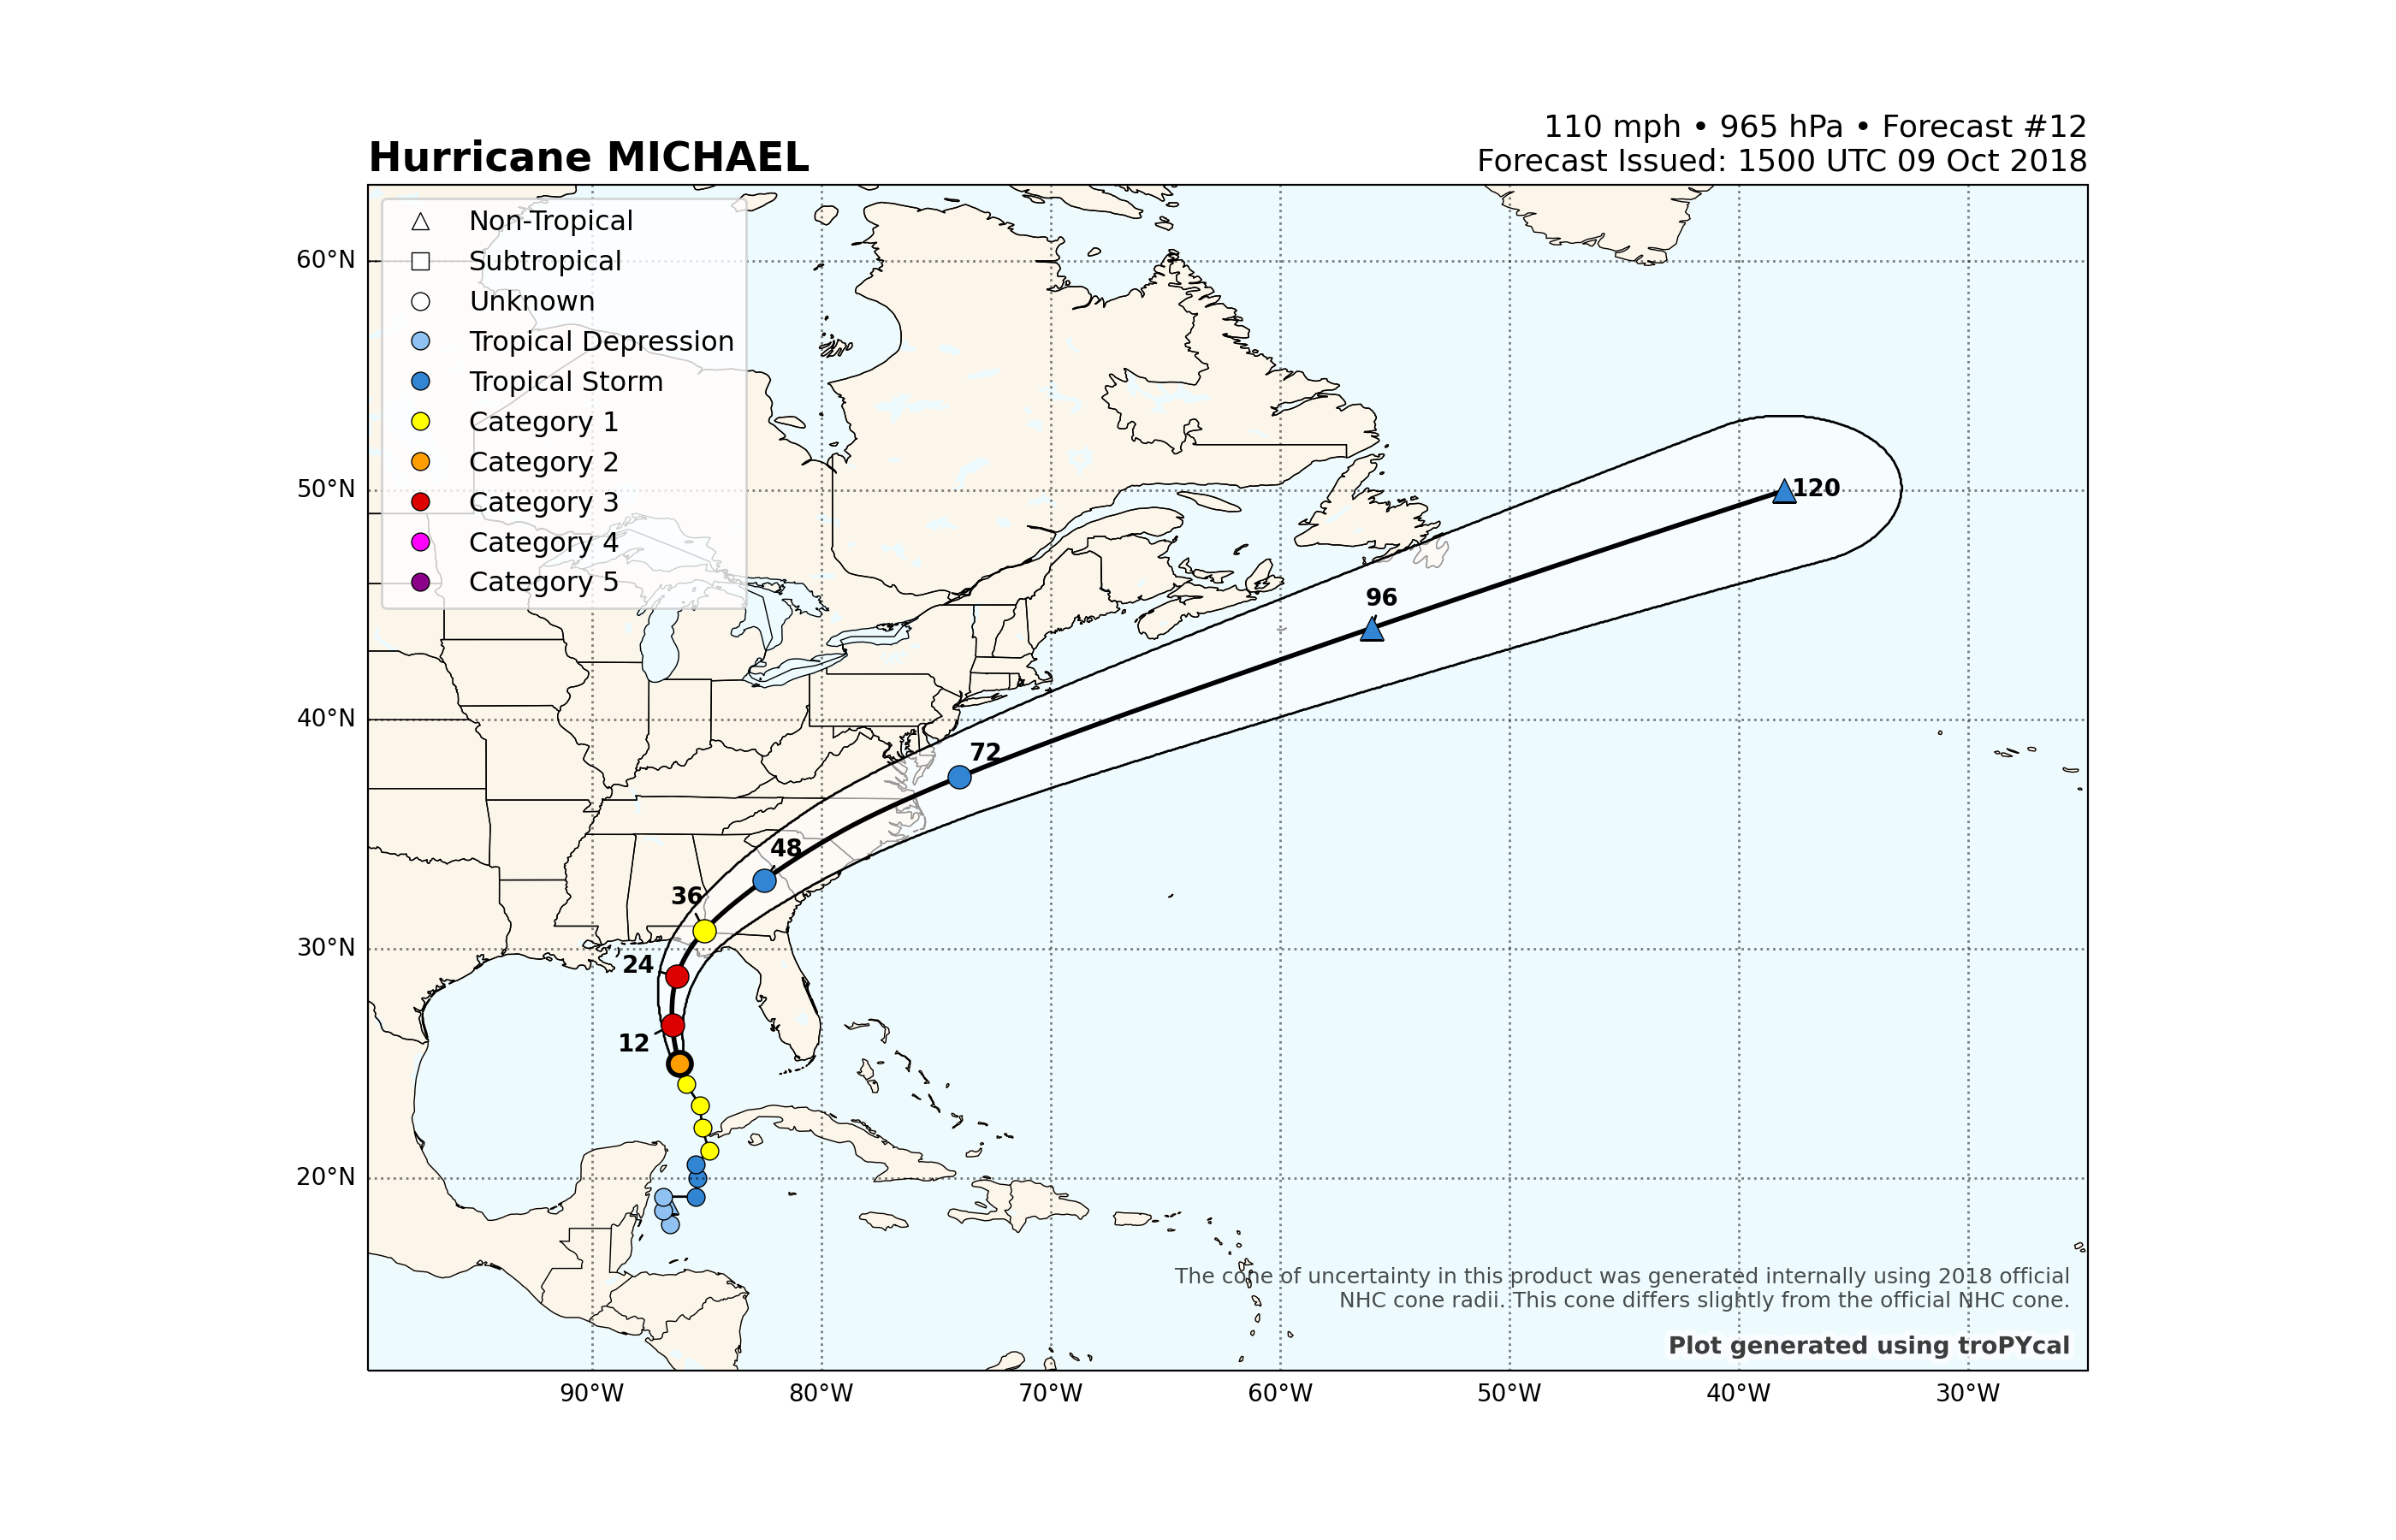 Hurricane MICHAEL
110 mph • 965 hPa • Forecast #12
Forecast Issued: 1500 UTC 09 Oct 2018
Non-Tropical
Subtropical
Unknown
Tropical Depression
Tropical Storm
Category 1
Category 2
Category 3
Category 4
Category 5
60°N
50°N
40°N
30°N
20°N
120
96
72
48
36
24
12
The cone of uncertainty in this product was generated internally using 2018 official
NHC cone radii. This cone differs slightly from the official NHC cone.
Plot generated using troPYcal
90°W
80°W
70°W
60°W
50°W
40°W
30°W